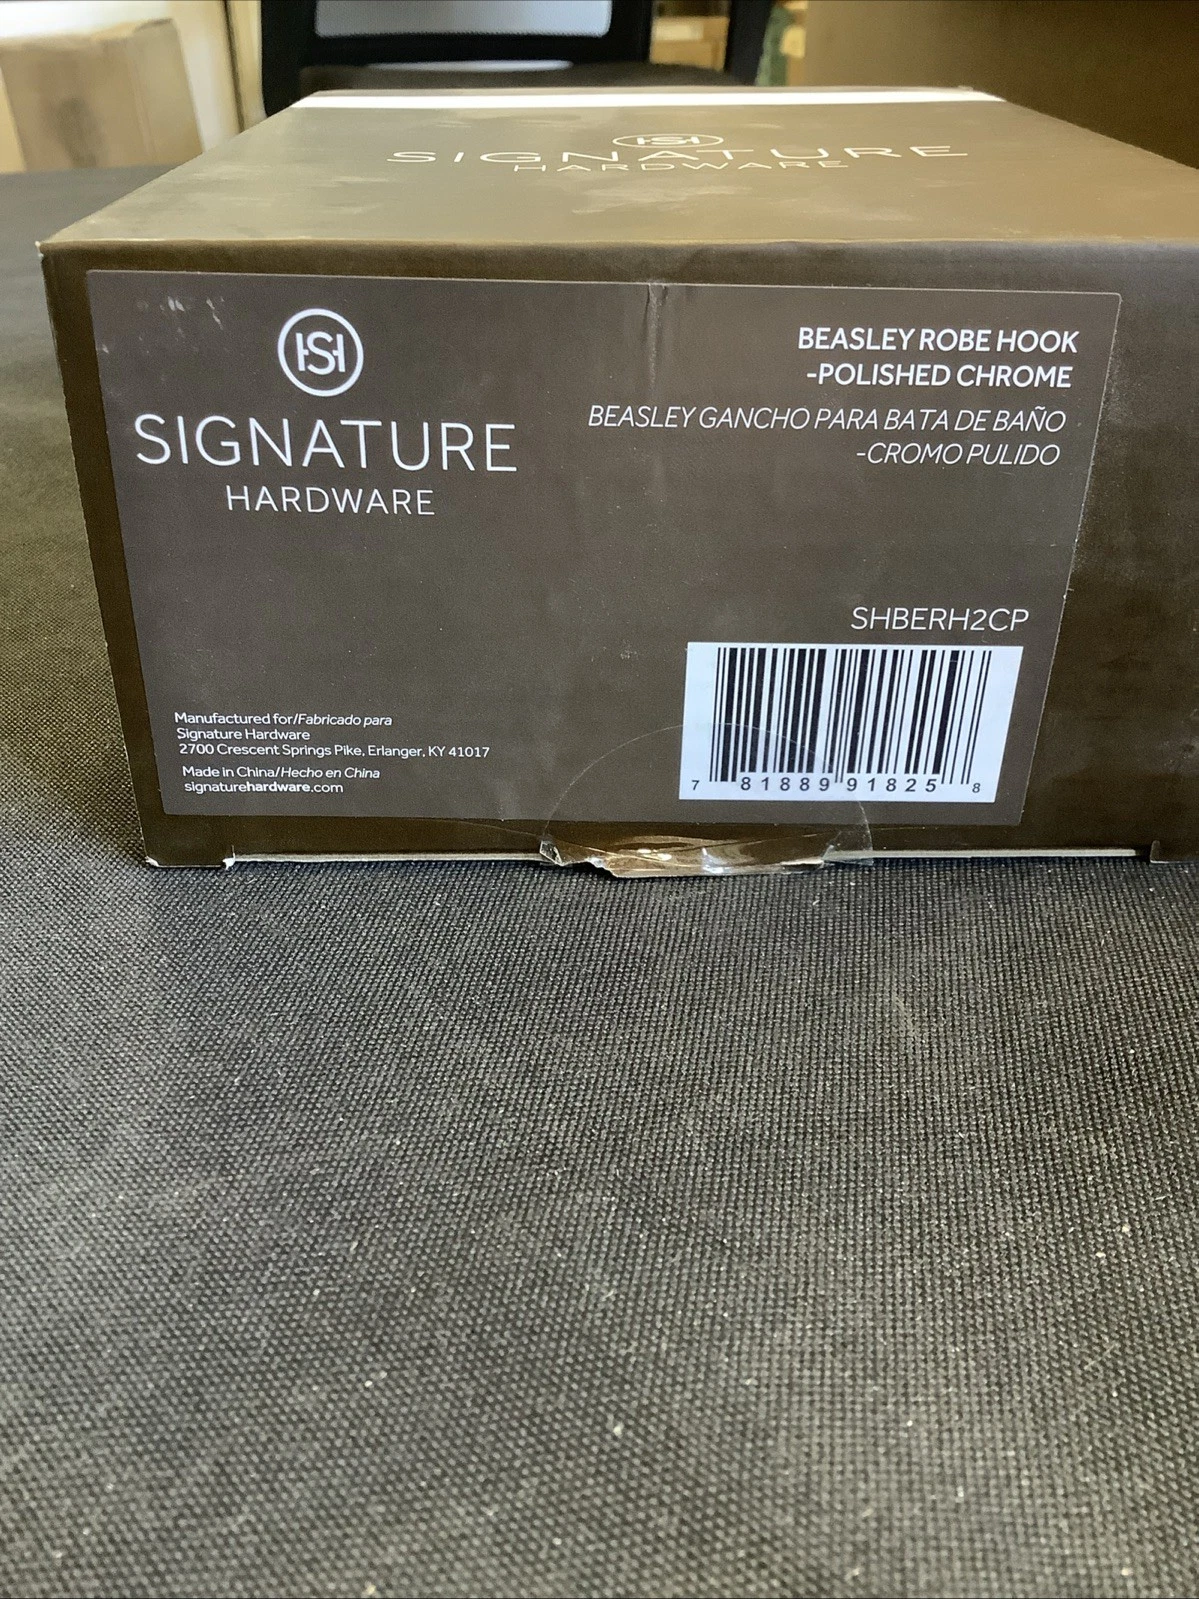 HS
SIGNATURE
HARDWARE
HS
SIGNATURE
HARDWARE
BEASLEY ROBE HOOK
-POLISHED CHROME
BEASLEY GANCHO PARA BATA DE BAÑO
-CROMO PULIDO
SHBERH2CP
7 81889 91825 8
Manufactured for/Fabricado para
Signature Hardware
2700 Crescent Springs Pike, Erlanger, KY 41017
Made in China/Hecho en China
signaturehardware.com